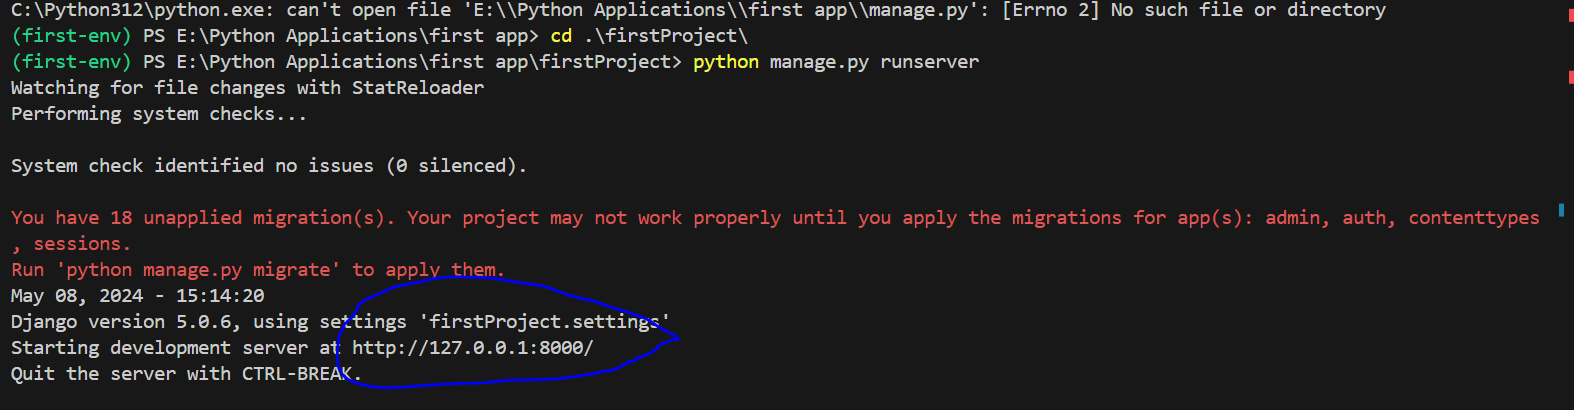 C:\Python312\python.exe: can't open file 'E:\\Python Applications\\first app\\manage.py': [Errno 2] No such file or directory
(first-env) PS E:\Python Applications\first app> cd .\firstProject\
(first-env) PS E:\Python Applications\first app\firstProject> python manage.py runserver
Watching for file changes with StatReloader
Performing system checks...
System check identified no issues (0 silenced).
You have 18 unapplied migration(s). Your project may not work properly until you apply the migrations for app(s): admin, auth, contenttypes
, sessions.
Run 'python manage.py migrate' to apply them.
May 08, 2024 - 15:14:20
Django version 5.0.6, using settings 'firstProject.settings'
Starting development server at http://127.0.0.1:8000/
Quit the server with CTRL-BREAK.